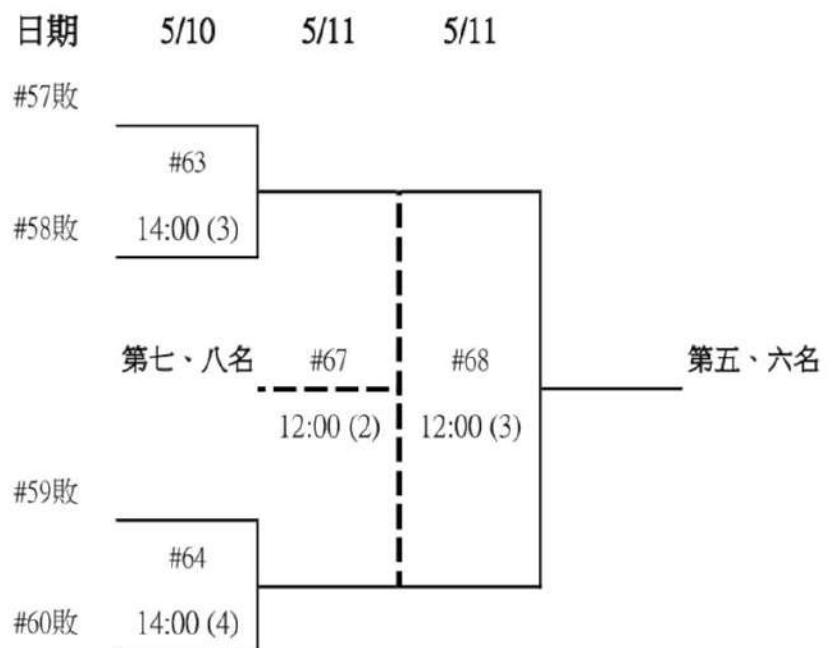 日期 5/10 5/11 5/11
#57敗
#63
#58敗 14:00 (3)
第七、八名 #67 #68 第五、六名
12:00 (2) 12:00 (3)
#59敗
#64
#60敗 14:00 (4)